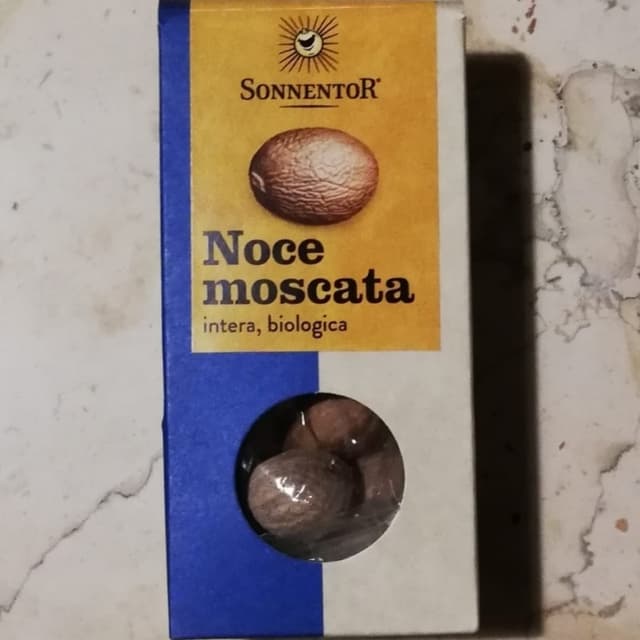 SONNENTOR®
Noce
moscata
intera, biologica